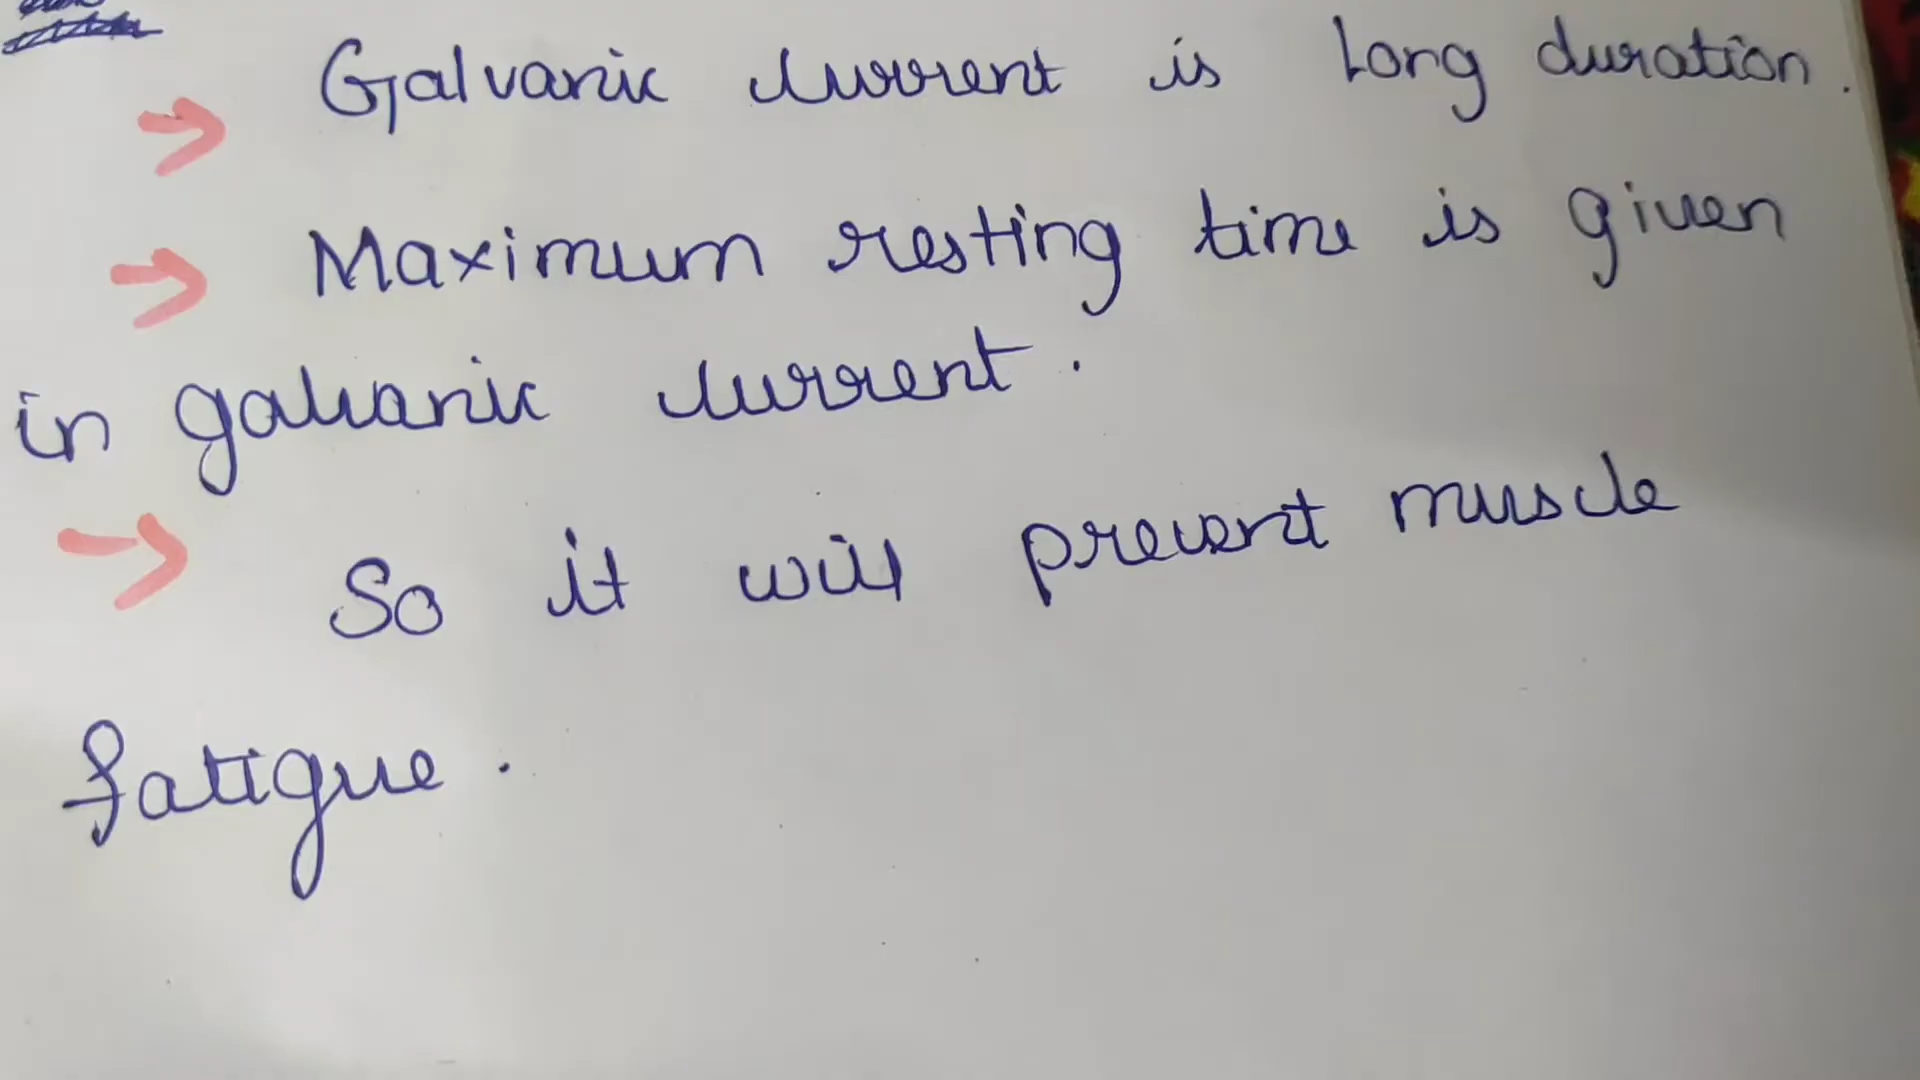 Galvanic current is long duration.
Maximum resting time is given
in galvanic current.
So it will prevent muscle
fatigue.